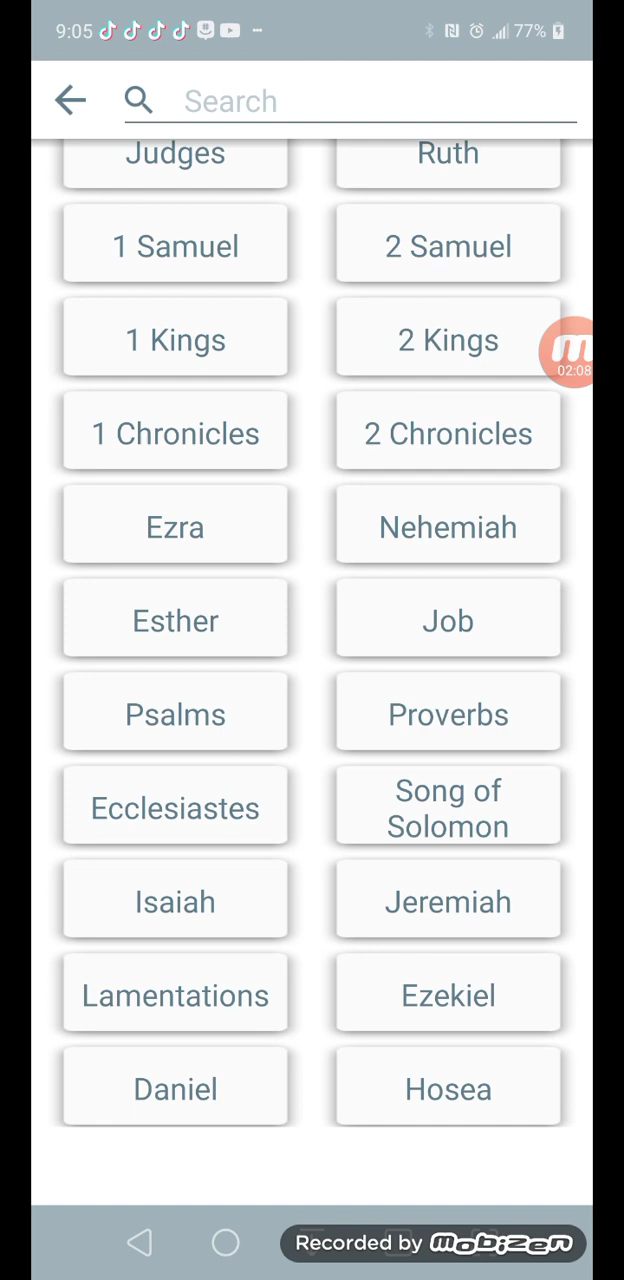 9:05 77%
Search
Judges Ruth
1 Samuel 2 Samuel
1 Kings 2 Kings
m
02:08
1 Chronicles 2 Chronicles
Ezra Nehemiah
Esther Job
Psalms Proverbs
Ecclesiastes Song of
Solomon
Isaiah Jeremiah
Lamentations Ezekiel
Daniel Hosea
Recorded by mobizen